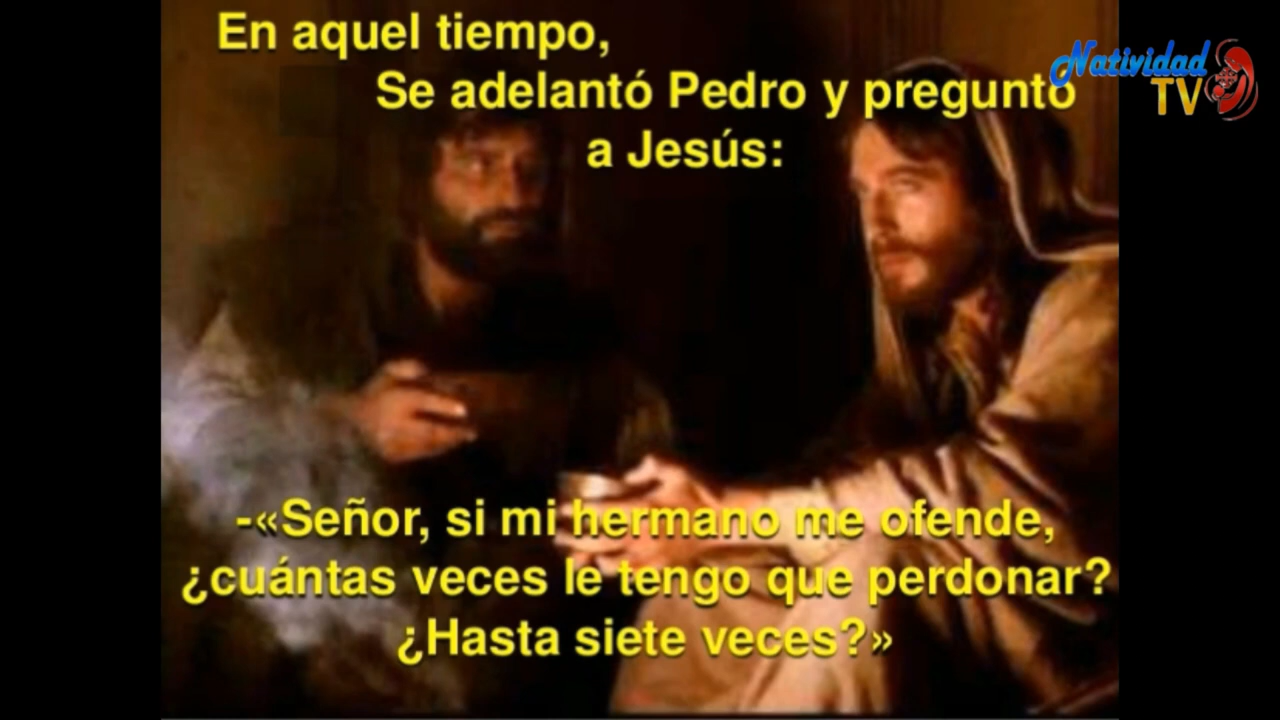 En aquel tiempo,
Se adelantó Pedro y preguntó
a Jesús:
Natividad
TV
-«Señor, si mi hermano me ofende,
¿cuántas veces le tengo que perdonar?
¿Hasta siete veces?»